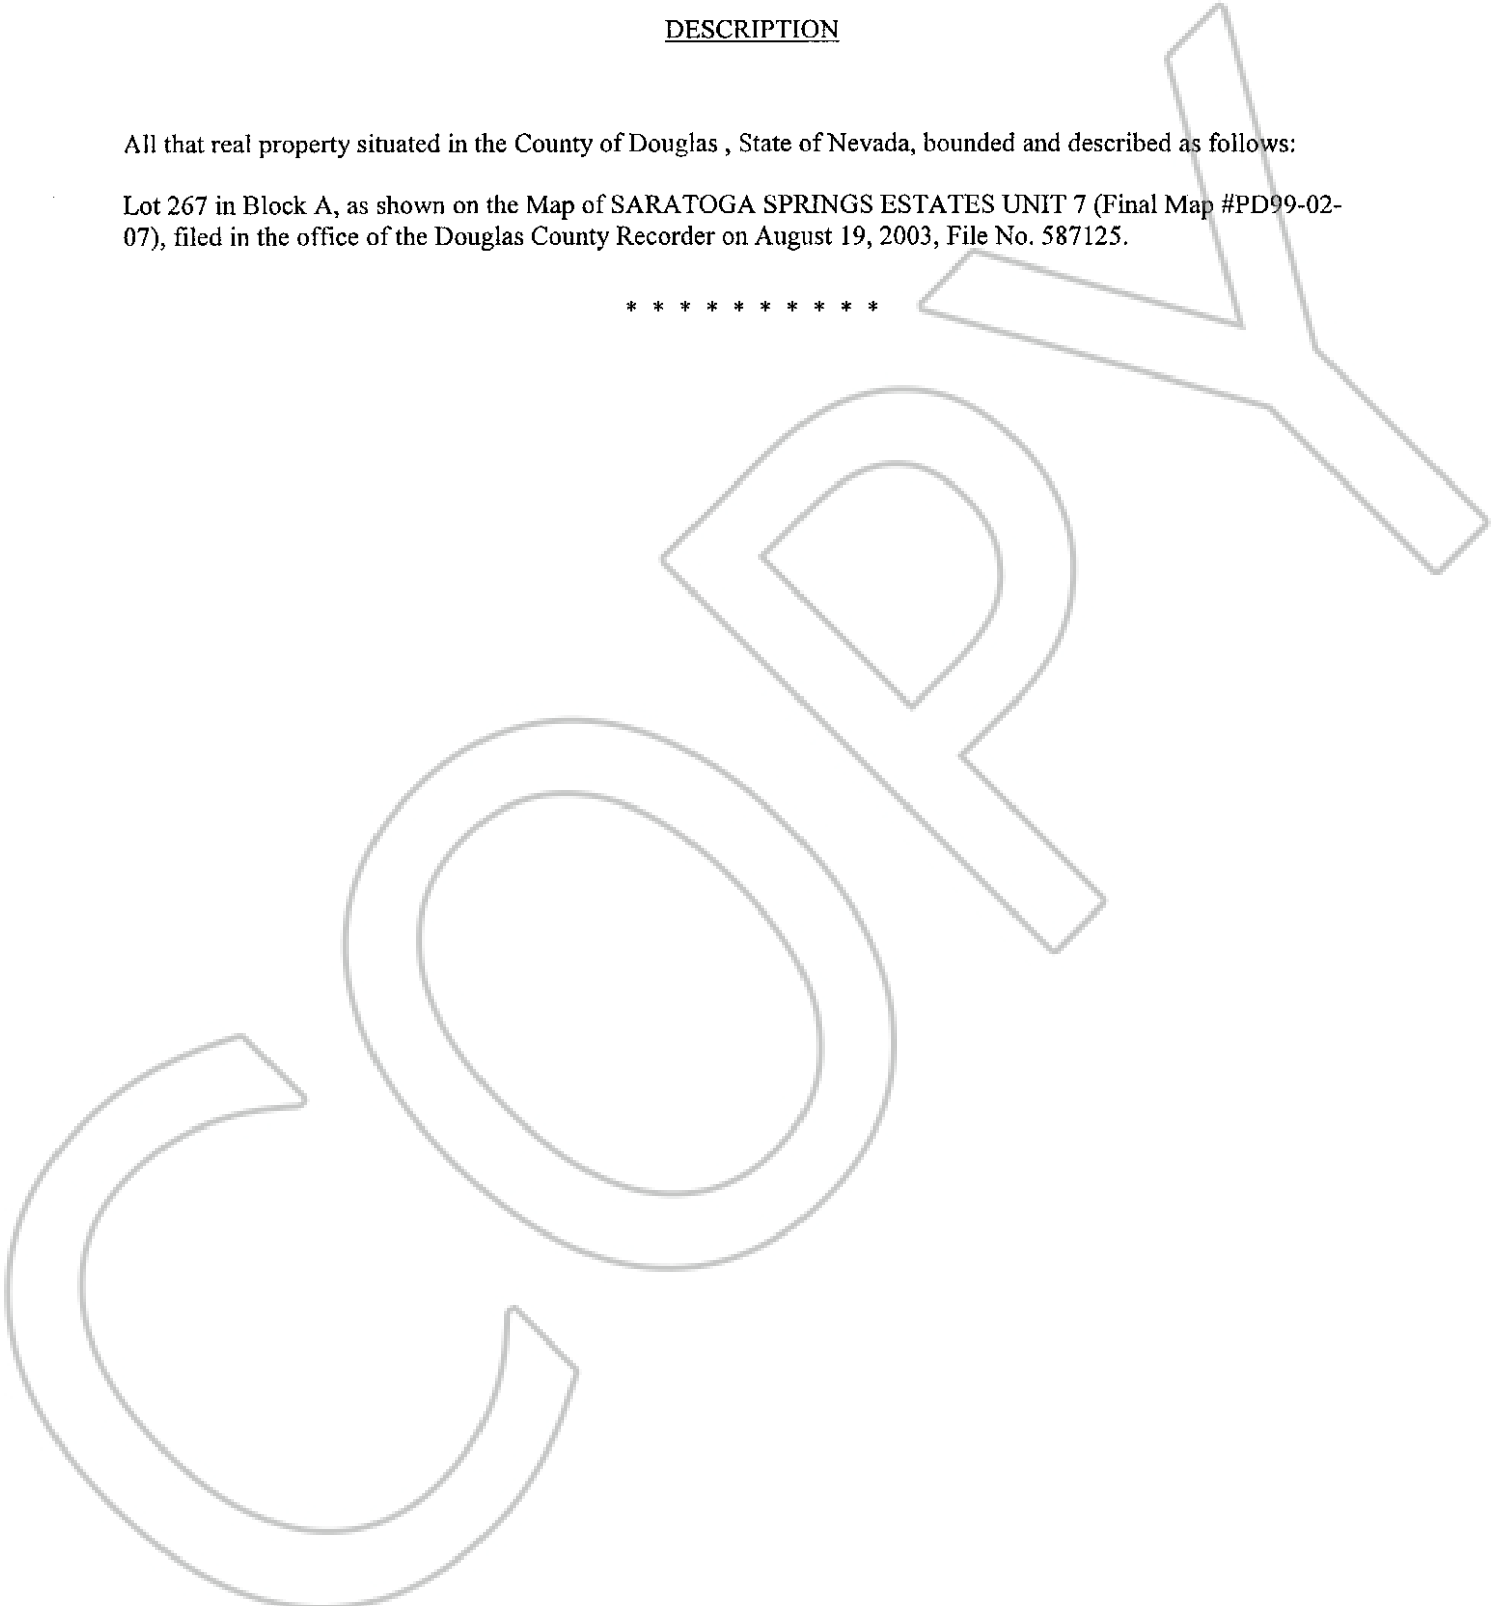 DESCRIPTION
All that real property situated in the County of Douglas , State of Nevada, bounded and described as follows:
Lot 267 in Block A, as shown on the Map of SARATOGA SPRINGS ESTATES UNIT 7 (Final Map #PD99-02-
07), filed in the office of the Douglas County Recorder on August 19, 2003, File No. 587125.
* * * * * * * * * *
COPY